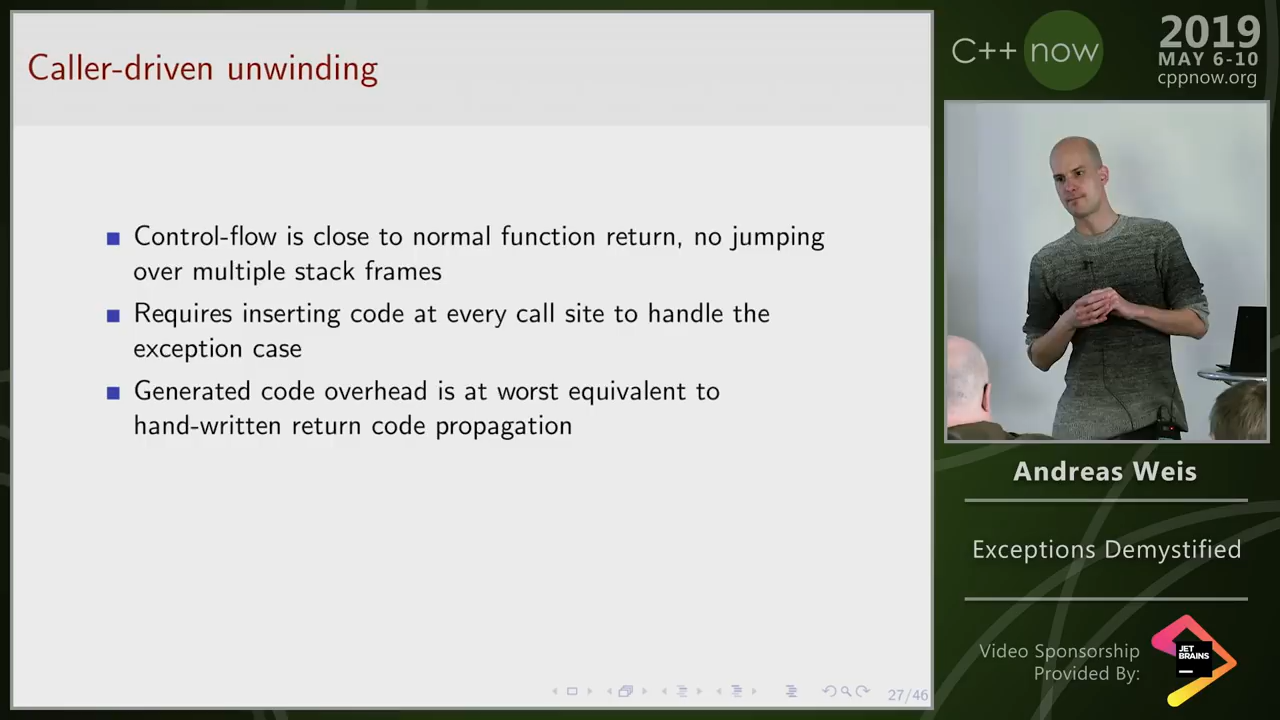 Caller-driven unwinding
Control-flow is close to normal function return, no jumping
over multiple stack frames
Requires inserting code at every call site to handle the
exception case
Generated code overhead is at worst equivalent to
hand-written return code propagation
27/46
C++ now
2019
MAY 6-10
cppnow.org
Andreas Weis
Exceptions Demystified
Video Sponsorship
Provided By:
JET
BRAINS